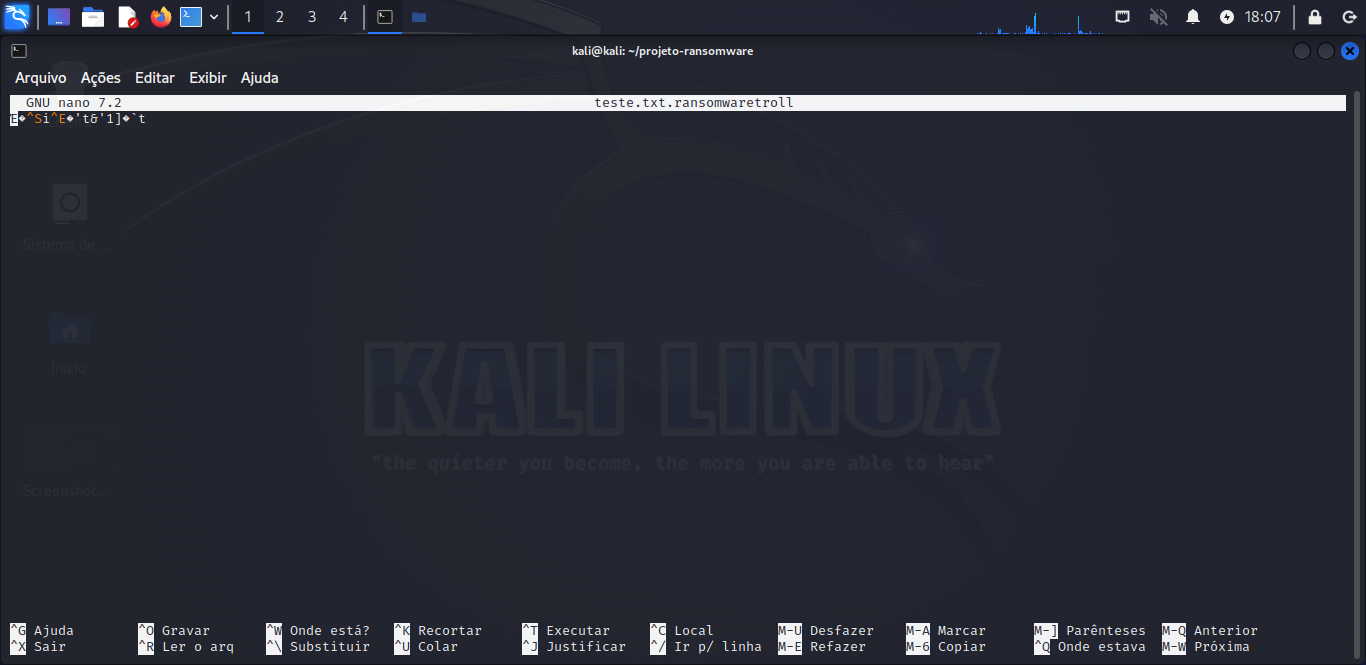 1 2 3 4 18:07
kali@kali: ~/projeto-ransomware
Arquivo Ações Editar Exibir Ajuda
GNU nano 7.2 teste.txt.ransomwaretroll
E�^Si^E�'t&'1]�`t
Sistema de ...
Início
KALI LINUX
"the quieter you become, the more you are able to hear"
Screenshot...
^G Ajuda ^O Gravar ^W Onde está? ^K Recortar ^T Executar ^C Local M-U Desfazer M-A Marcar M-] Parênteses M-Q Anterior
^X Sair ^R Ler o arq ^\ Substituir ^U Colar ^J Justificar ^/ Ir p/ linha M-E Refazer M-6 Copiar ^Q Onde estava M-W Próxima